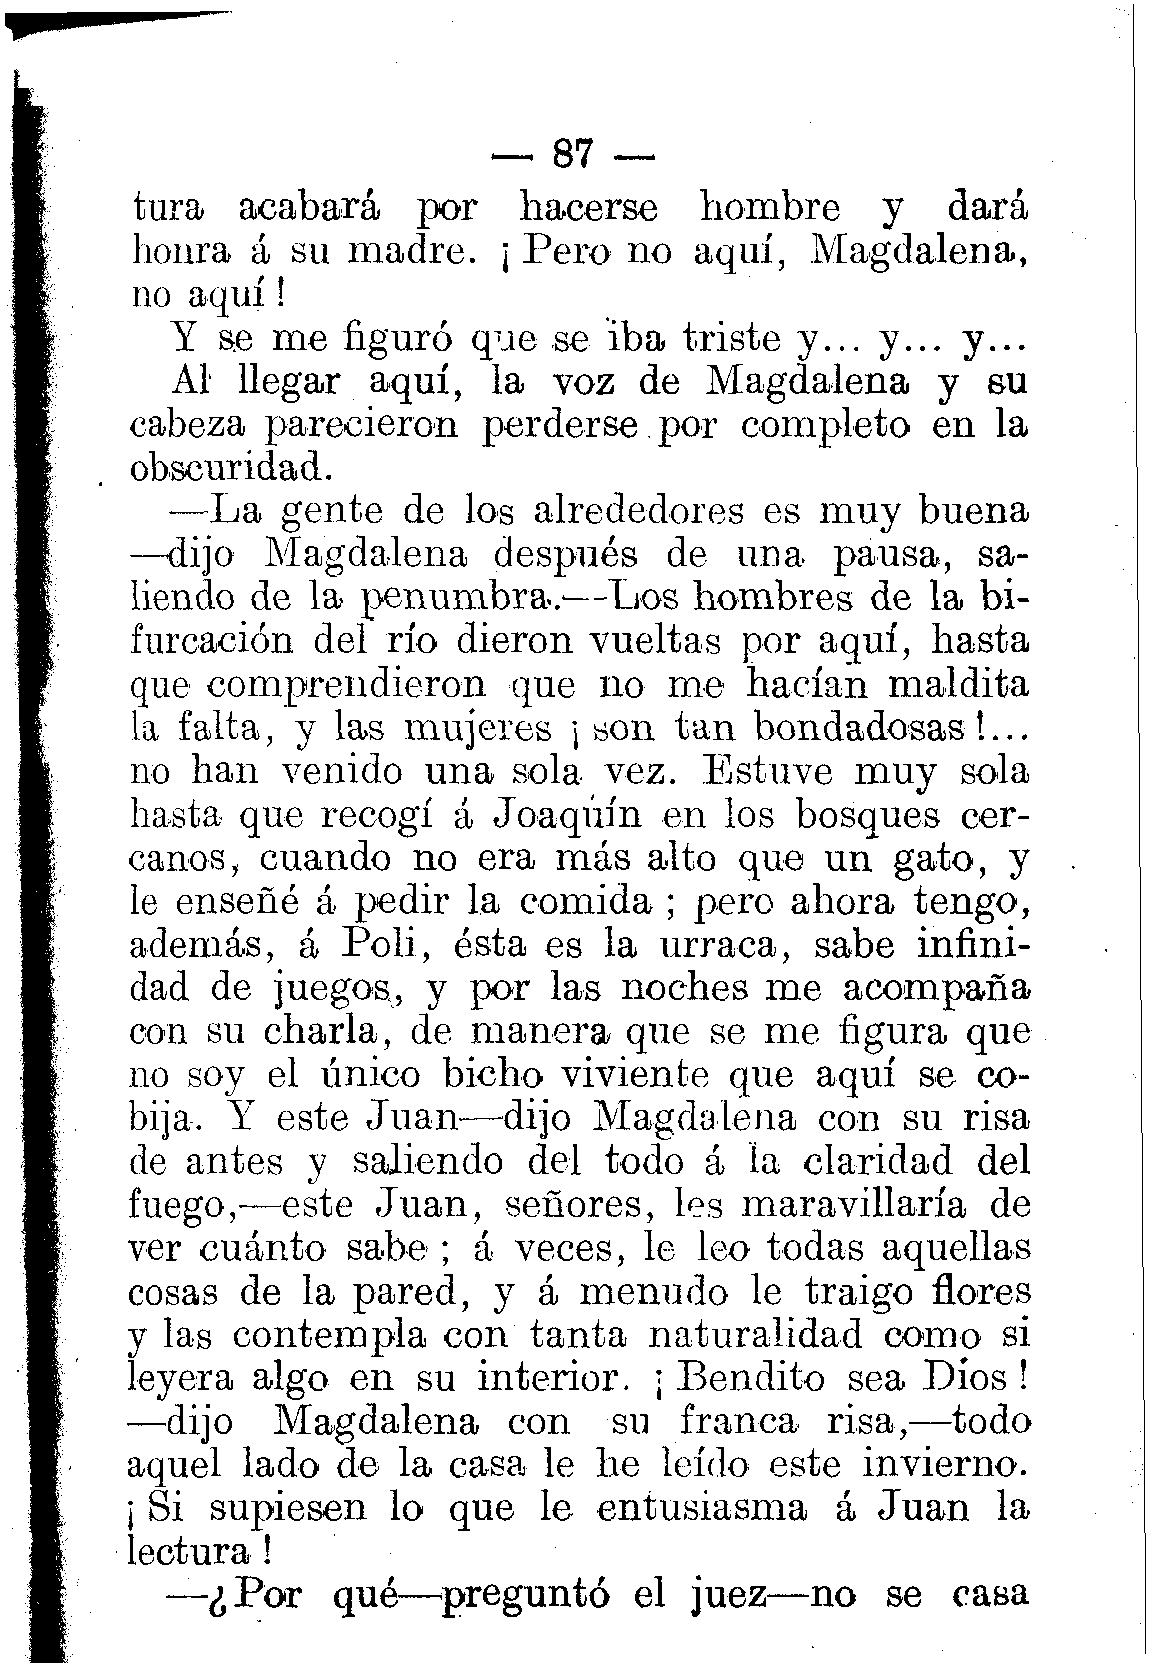 — 87 —
tura acabará por hacerse hombre y dará
honra á su madre. ¡Pero no aquí, Magdalena,
no aquí!
Y se me figuró que se iba triste y... y... y...
Al llegar aquí, la voz de Magdalena y su
cabeza parecieron perderse por completo en la
obscuridad.
—La gente de los alrededores es muy buena
—dijo Magdalena después de una pausa, sa-
liendo de la penumbra.—Los hombres de la bi-
furcación del río dieron vueltas por aquí, hasta
que comprendieron que no me hacían maldita
la falta, y las mujeres ¡son tan bondadosas!...
no han venido una sola vez. Estuve muy sola
hasta que recogí á Joaquín en los bosques cer-
canos, cuando no era más alto que un gato, y
le enseñé á pedir la comida; pero ahora tengo,
además, á Poli, ésta es la urraca, sabe infini-
dad de juegos, y por las noches me acompaña
con su charla, de manera que se me figura que
no soy el único bicho viviente que aquí se co-
bija. Y este Juan—dijo Magdalena con su risa
de antes y saliendo del todo á la claridad del
fuego,—este Juan, señores, les maravillaría de
ver cuánto sabe; á veces, le leo todas aquellas
cosas de la pared, y á menudo le traigo flores
y las contempla con tanta naturalidad como si
leyera algo en su interior. ¡Bendito sea Dios!
—dijo Magdalena con su franca risa,—todo
aquel lado de la casa le he leído este invierno.
¡Si supiesen lo que le entusiasma á Juan la
lectura!
—¿Por qué—preguntó el juez—no se casa